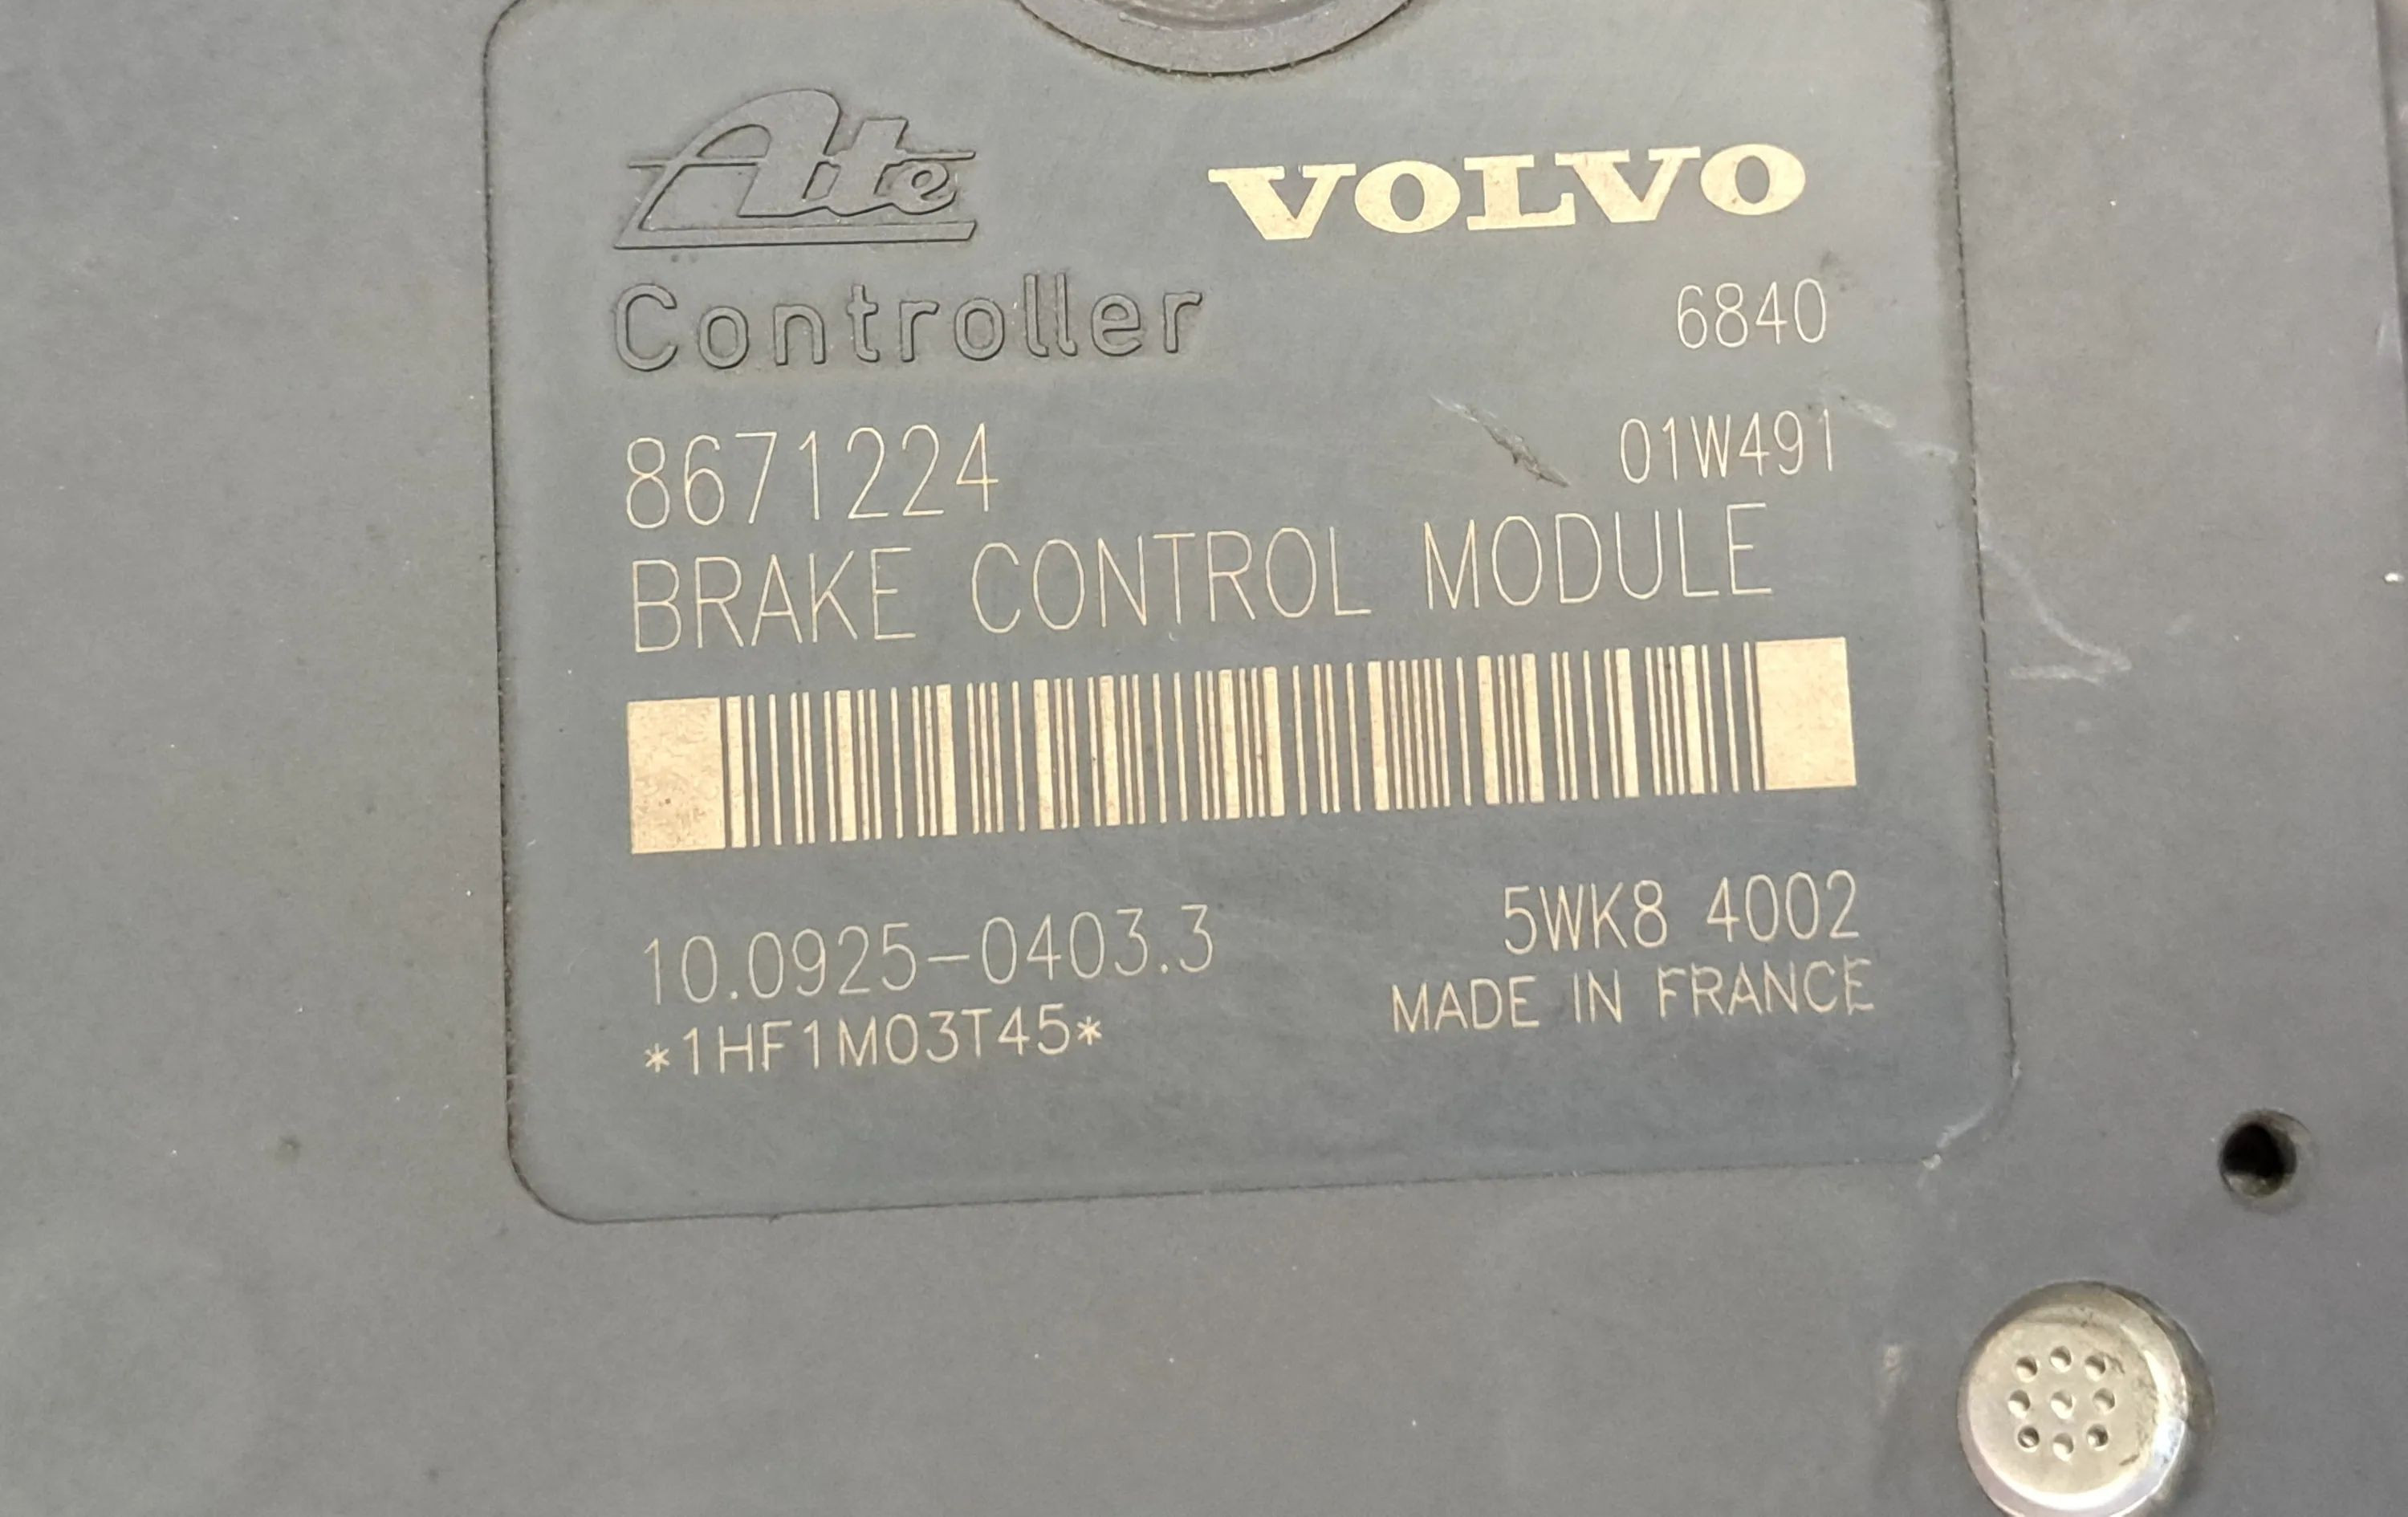 Ate VOLVO
Controller 6840
8671224 01W491
BRAKE CONTROL MODULE
10.0925-0403.3 5WK8 4002
*1HF1M03T45* MADE IN FRANCE